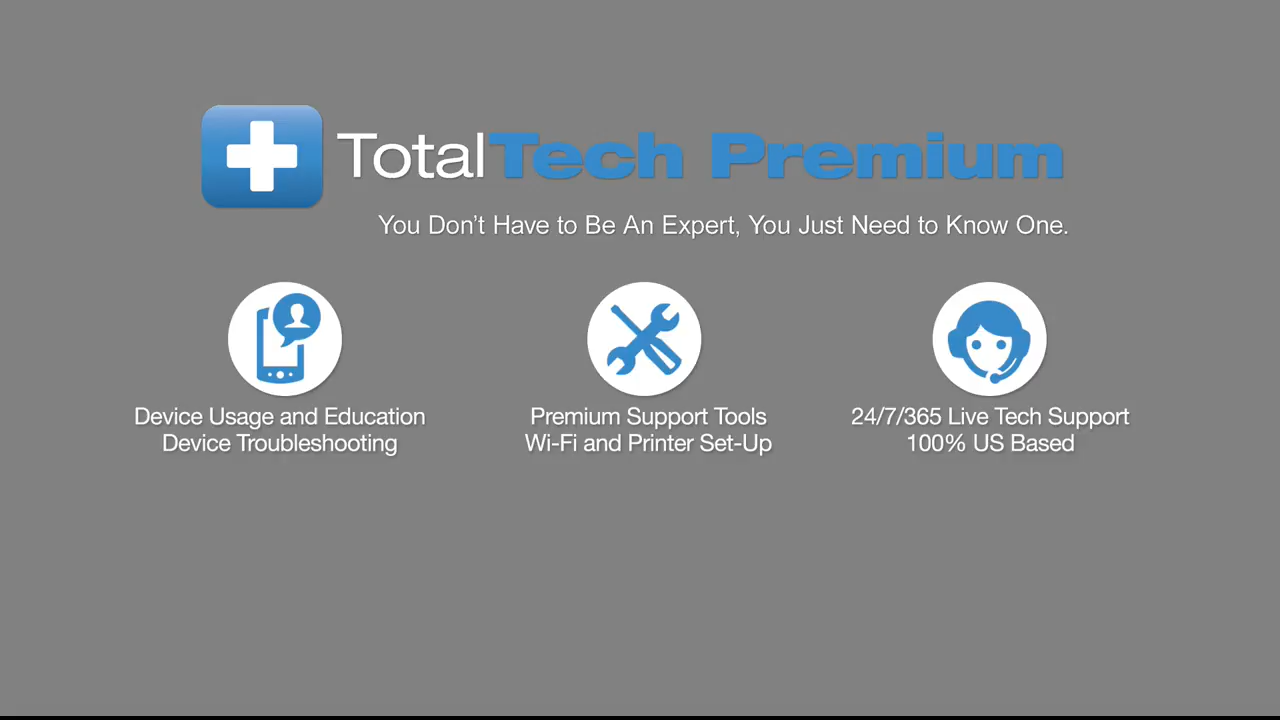 TotalTech Premium
You Don't Have to Be An Expert, You Just Need to Know One.
Device Usage and Education
Device Troubleshooting
Premium Support Tools
Wi-Fi and Printer Set-Up
24/7/365 Live Tech Support
100% US Based